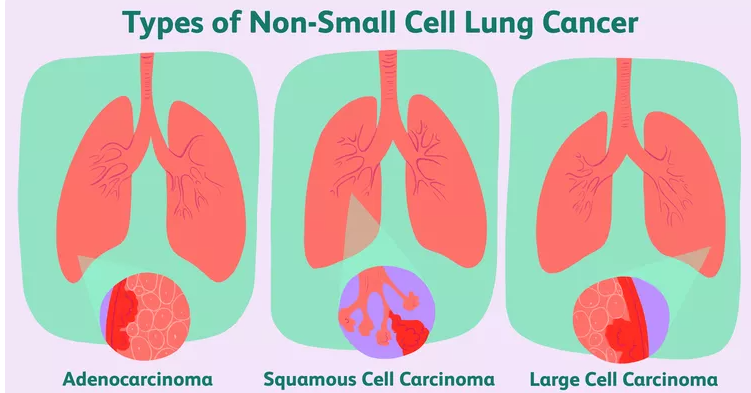 Types of Non-Small Cell Lung Cancer
Adenocarcinoma
Squamous Cell Carcinoma
Large Cell Carcinoma